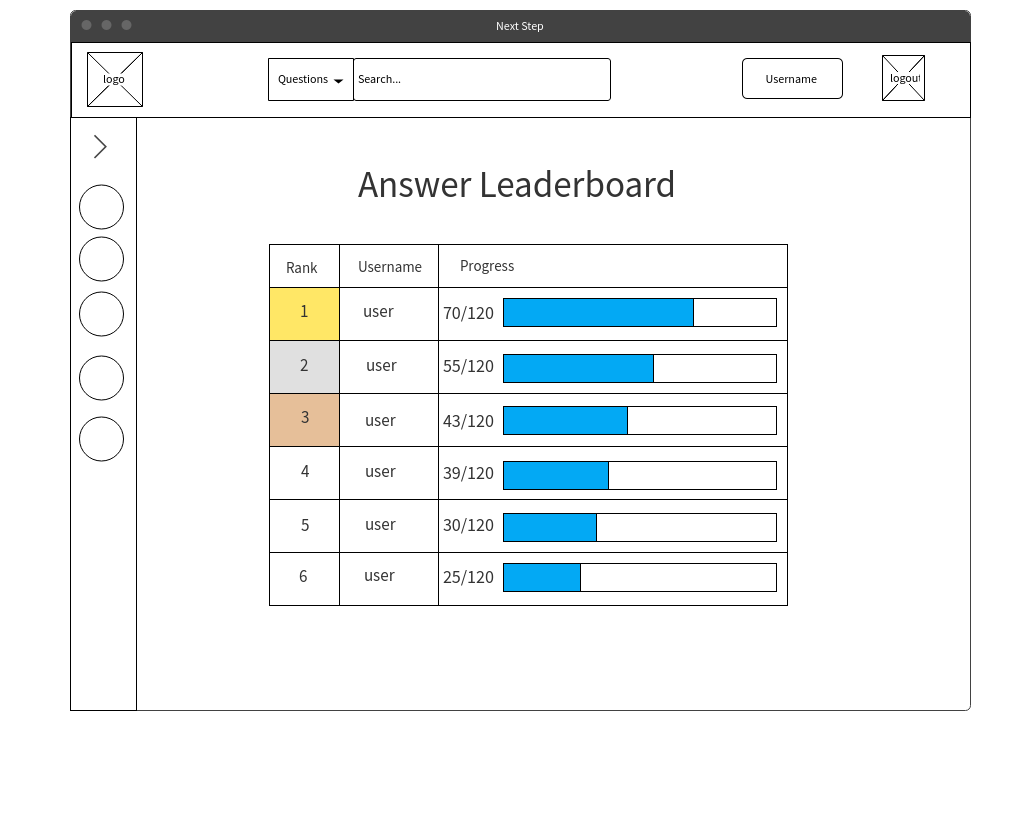 Next Step
logo
Questions
Search...
Username
logout
Answer Leaderboard
Rank Username Progress
1 user 70/120
2 user 55/120
3 user 43/120
4 user 39/120
5 user 30/120
6 user 25/120